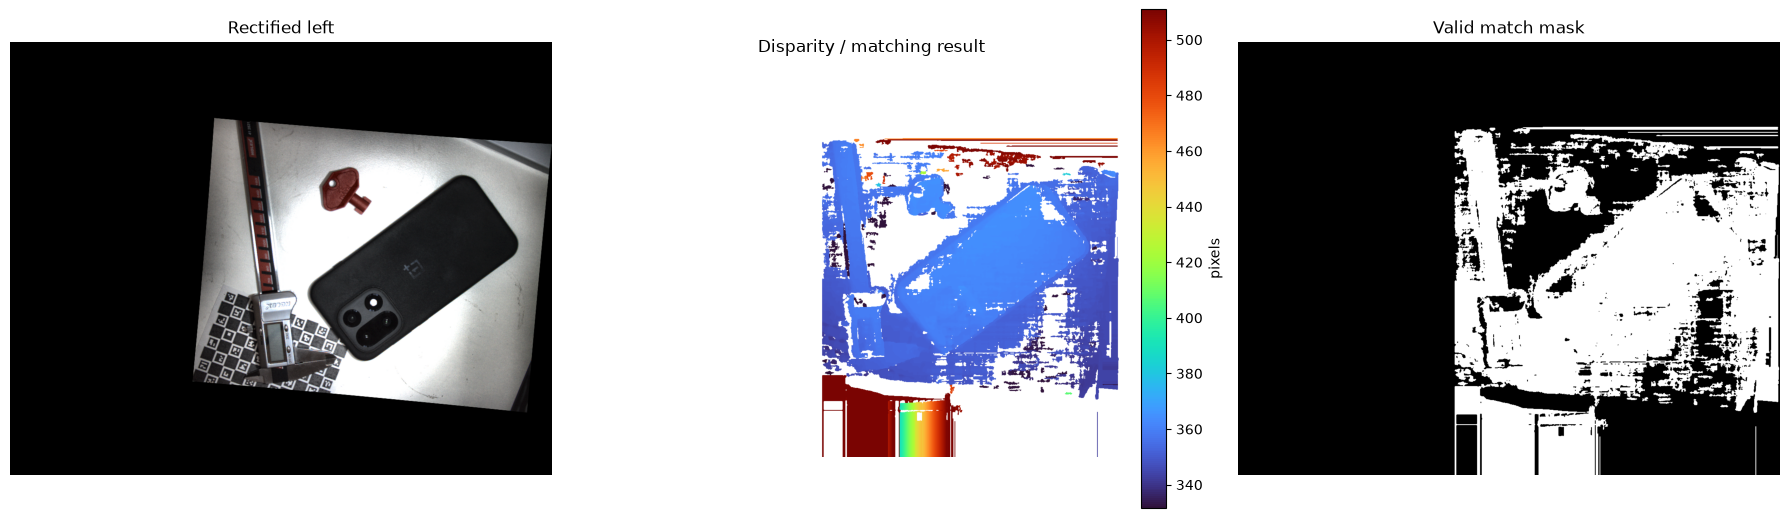 Rectified left
Disparity / matching result
Valid match mask
500
480
460
440
420
400
380
360
340
pixels